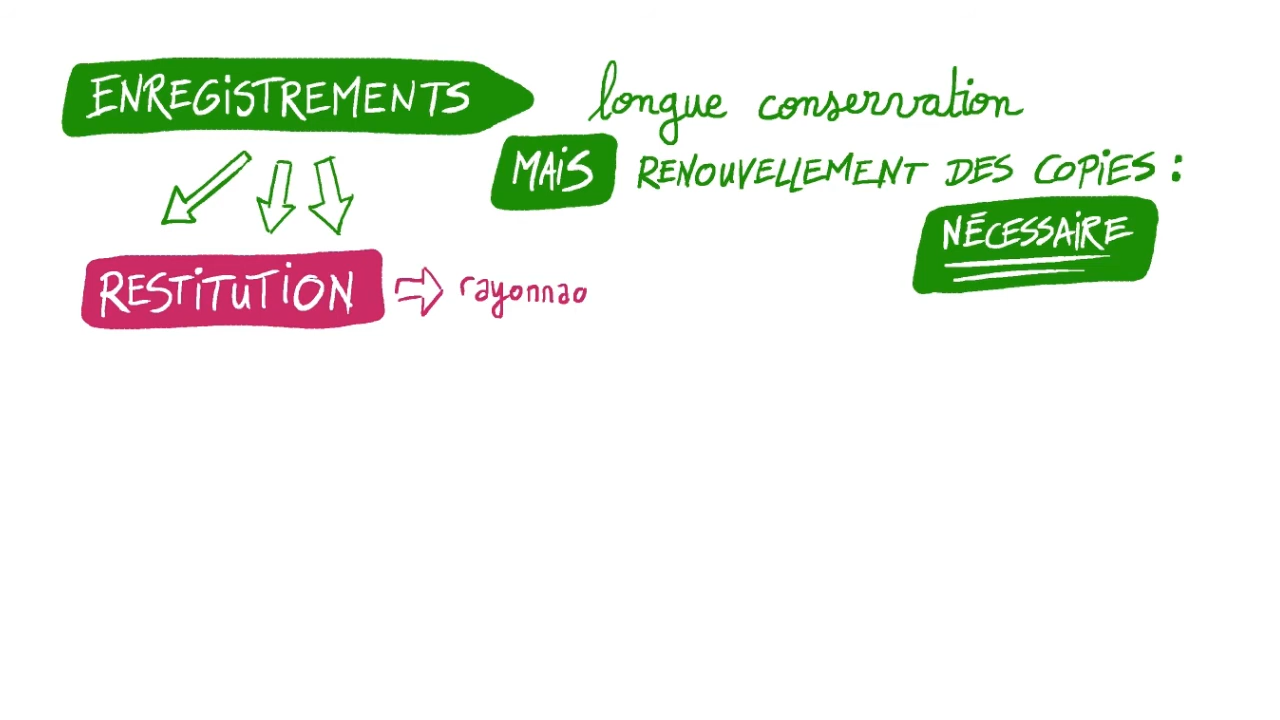 ENREGiSTREMENTS longue conservation
MAiS RENOUVELLEMENT DES COPiES :
NÉCESSAiRE
RESTiTUTiON rayonnao